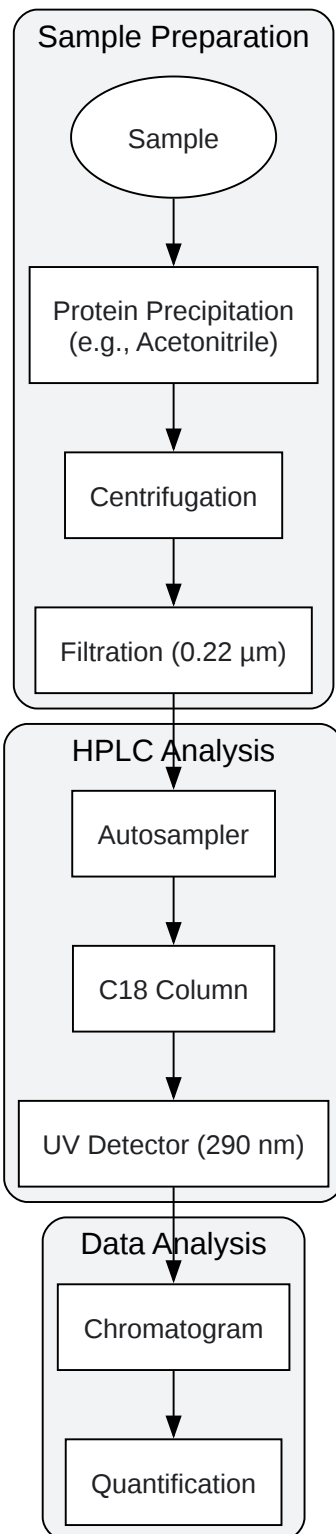 Sample Preparation
Sample
Protein Precipitation
(e.g., Acetonitrile)
Centrifugation
Filtration (0.22 µm)
HPLC Analysis
Autosampler
C18 Column
UV Detector (290 nm)
Data Analysis
Chromatogram
Quantification